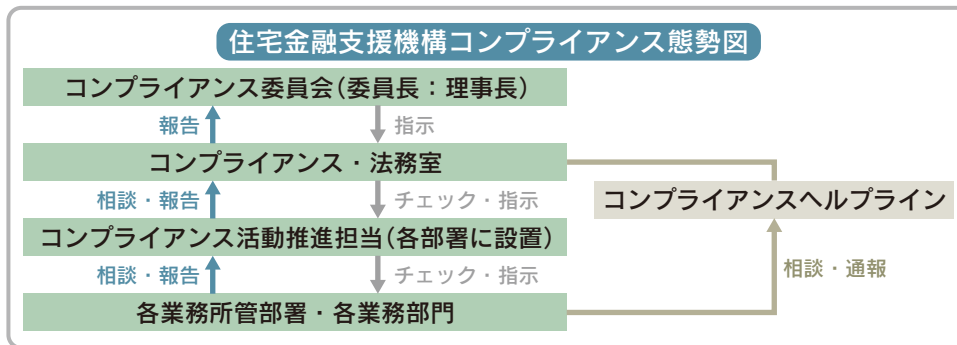 住宅金融支援機構コンプライアンス態勢図
コンプライアンス委員会(委員長:理事長)
報告
指示
コンプライアンス・法務室
相談・報告
チェック・指示
コンプライアンスヘルプライン
コンプライアンス活動推進担当(各部署に設置)
相談・報告
チェック・指示
相談・通報
各業務所管部署・各業務部門